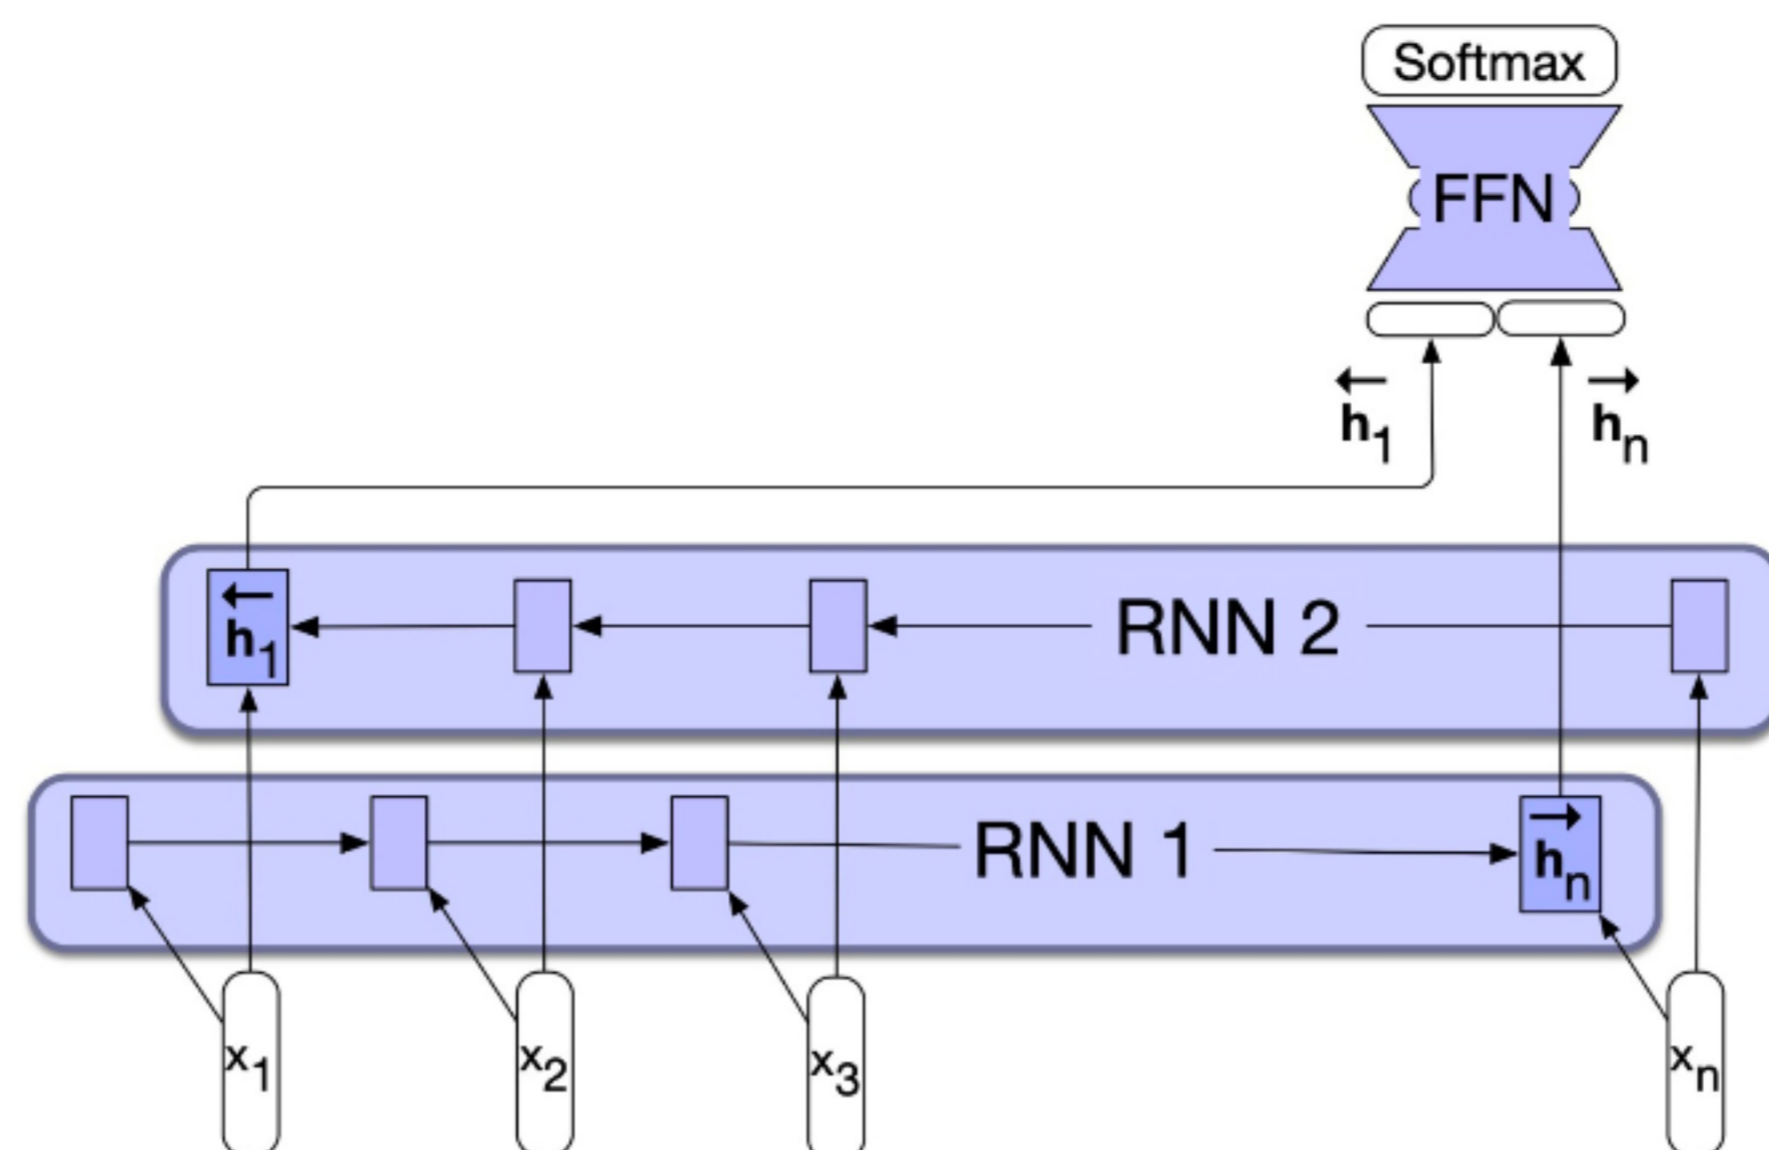 Softmax
FFN
←h₁ →hₙ
←h₁ RNN 2
RNN 1 →hₙ
x₁ x₂ x₃ xₙ